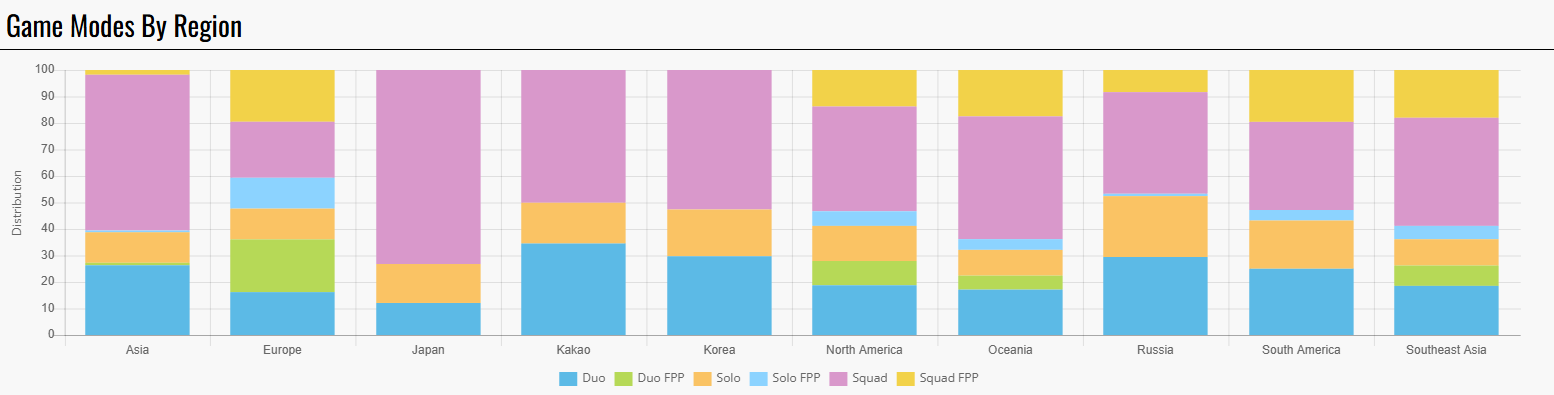 Game Modes By Region
Distribution
100
90
80
70
60
50
40
30
20
10
0
Asia Europe Japan Kakao Korea North America Oceania Russia South America Southeast Asia
Duo Duo FPP Solo Solo FPP Squad Squad FPP